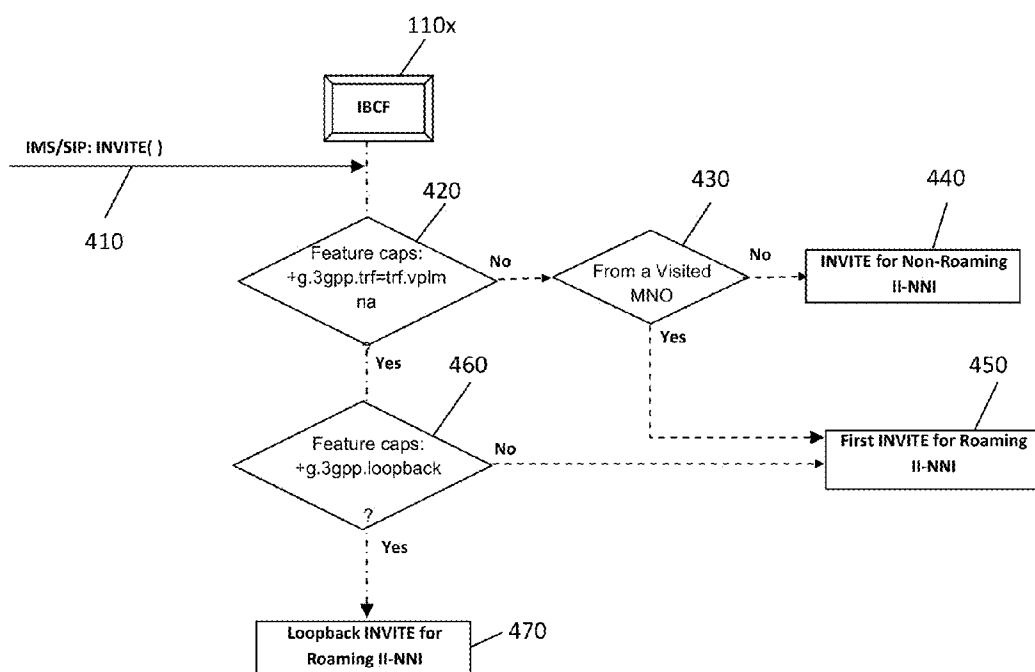 110x
IBCF
IMS/SIP: INVITE( )
410
420
Feature caps:
+g.3gpp.trf=trf.vplm
na
?
No
Yes
430
From a Visited
MNO
No
Yes
440
INVITE for Non-Roaming
II-NNI
450
First INVITE for Roaming
II-NNI
460
Feature caps:
+g.3gpp.loopback
?
No
Yes
Loopback INVITE for
Roaming II-NNI
470